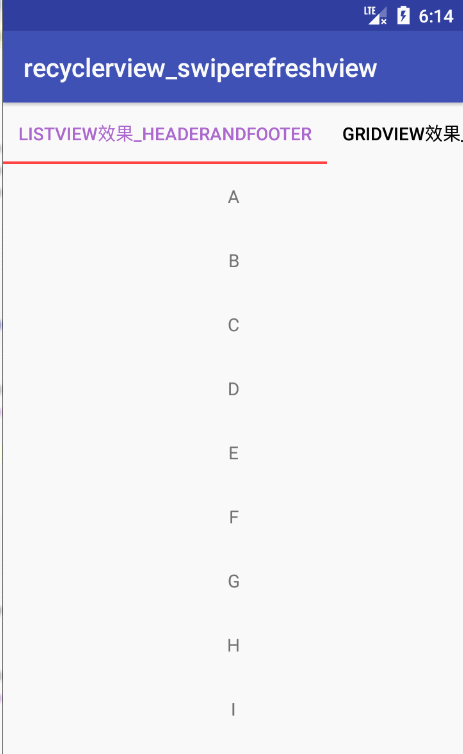 LTE 6:14
recyclerview_swiperefreshview
LISTVIEW效果_HEADERANDFOOTER GRIDVIEW效果_
A
B
C
D
E
F
G
H
I